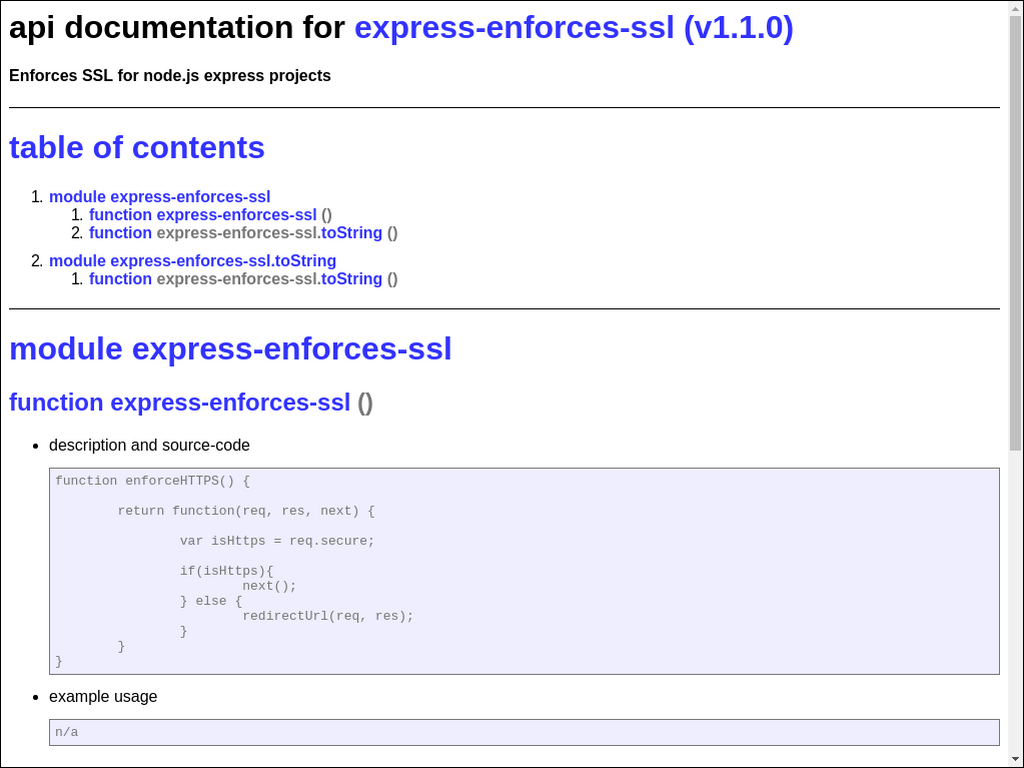 api documentation for express-enforces-ssl (v1.1.0)
Enforces SSL for node.js express projects
table of contents
1. module express-enforces-ssl
1. function express-enforces-ssl ()
2. function express-enforces-ssl.toString ()
2. module express-enforces-ssl.toString
1. function express-enforces-ssl.toString ()
module express-enforces-ssl
function express-enforces-ssl ()
• description and source-code
function enforceHTTPS() {
return function(req, res, next) {
var isHttps = req.secure;
if(isHttps){
next();
} else {
redirectUrl(req, res);
}
}
}
• example usage
n/a